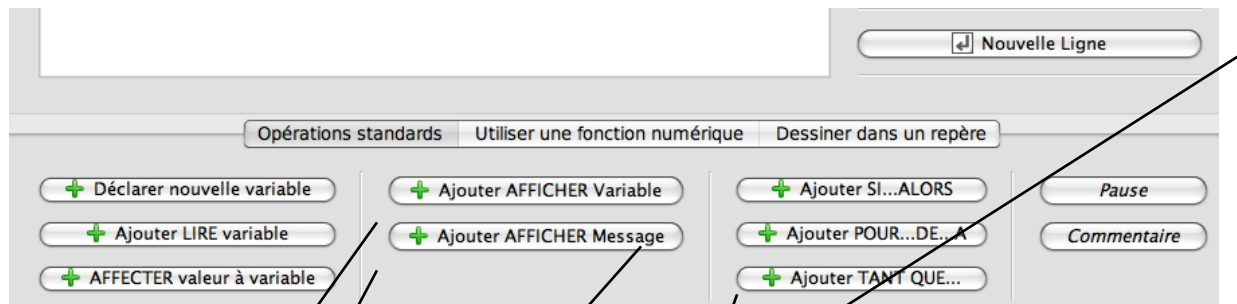 Nouvelle Ligne
Opérations standards Utiliser une fonction numérique Dessiner dans un repère
Déclarer nouvelle variable Ajouter AFFICHER Variable Ajouter SI...ALORS Pause
Ajouter LIRE variable Ajouter AFFICHER Message Ajouter POUR...DE...A Commentaire
AFFECTER valeur à variable Ajouter TANT QUE...